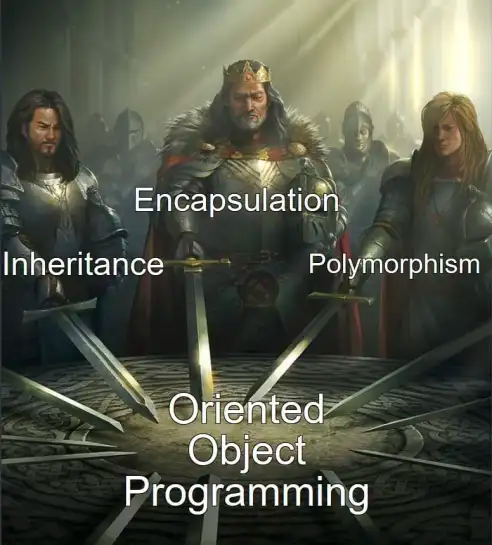 Encapsulation
Inheritance
Polymorphism
Oriented
Object
Programming